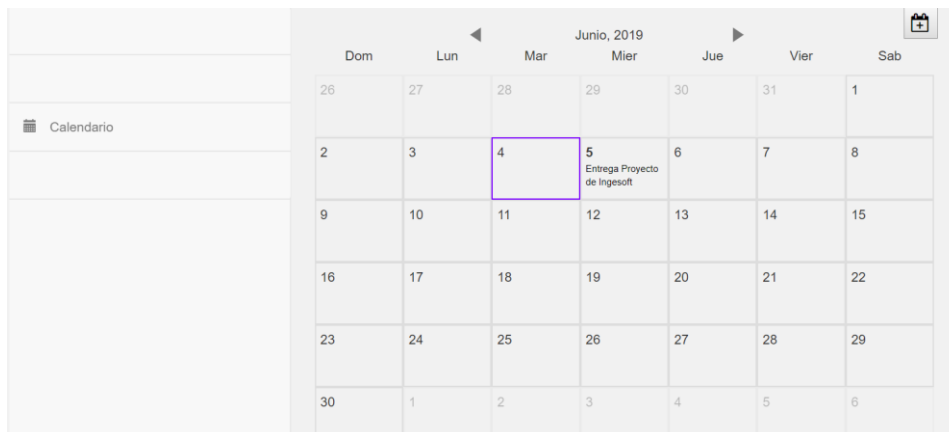 Junio, 2019
Dom Lun Mar Mier Jue Vier Sab
26 27 28 29 30 31 1
Calendario
2 3 4 5 6 7 8
Entrega Proyecto
de Ingesoft
9 10 11 12 13 14 15
16 17 18 19 20 21 22
23 24 25 26 27 28 29
30 1 2 3 4 5 6